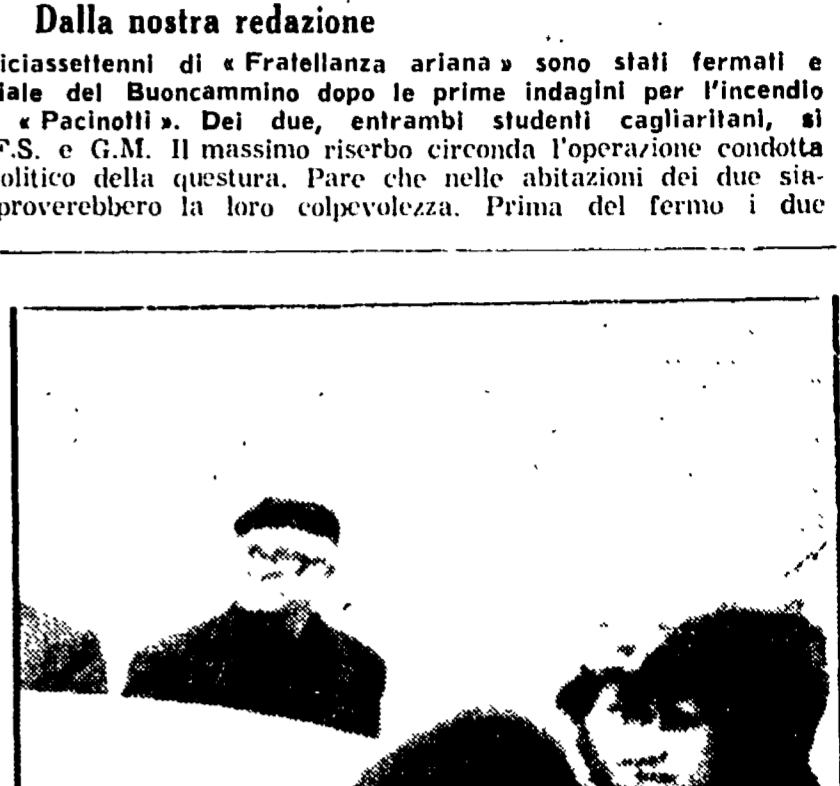 Dalla nostra redazione
iciassettenni di « Fratellanza ariana » sono stati fermati e
iale del Buoncammino dopo le prime indagini per l'incendio
« Pacinotti ». Dei due, entrambi studenti cagliaritani, si
F.S. e G.M. Il massimo riserbo circonda l'operazione condotta
olitico della questura. Pare che nelle abitazioni dei due sia-
proverebbero la loro colpevolezza. Prima del fermo i due